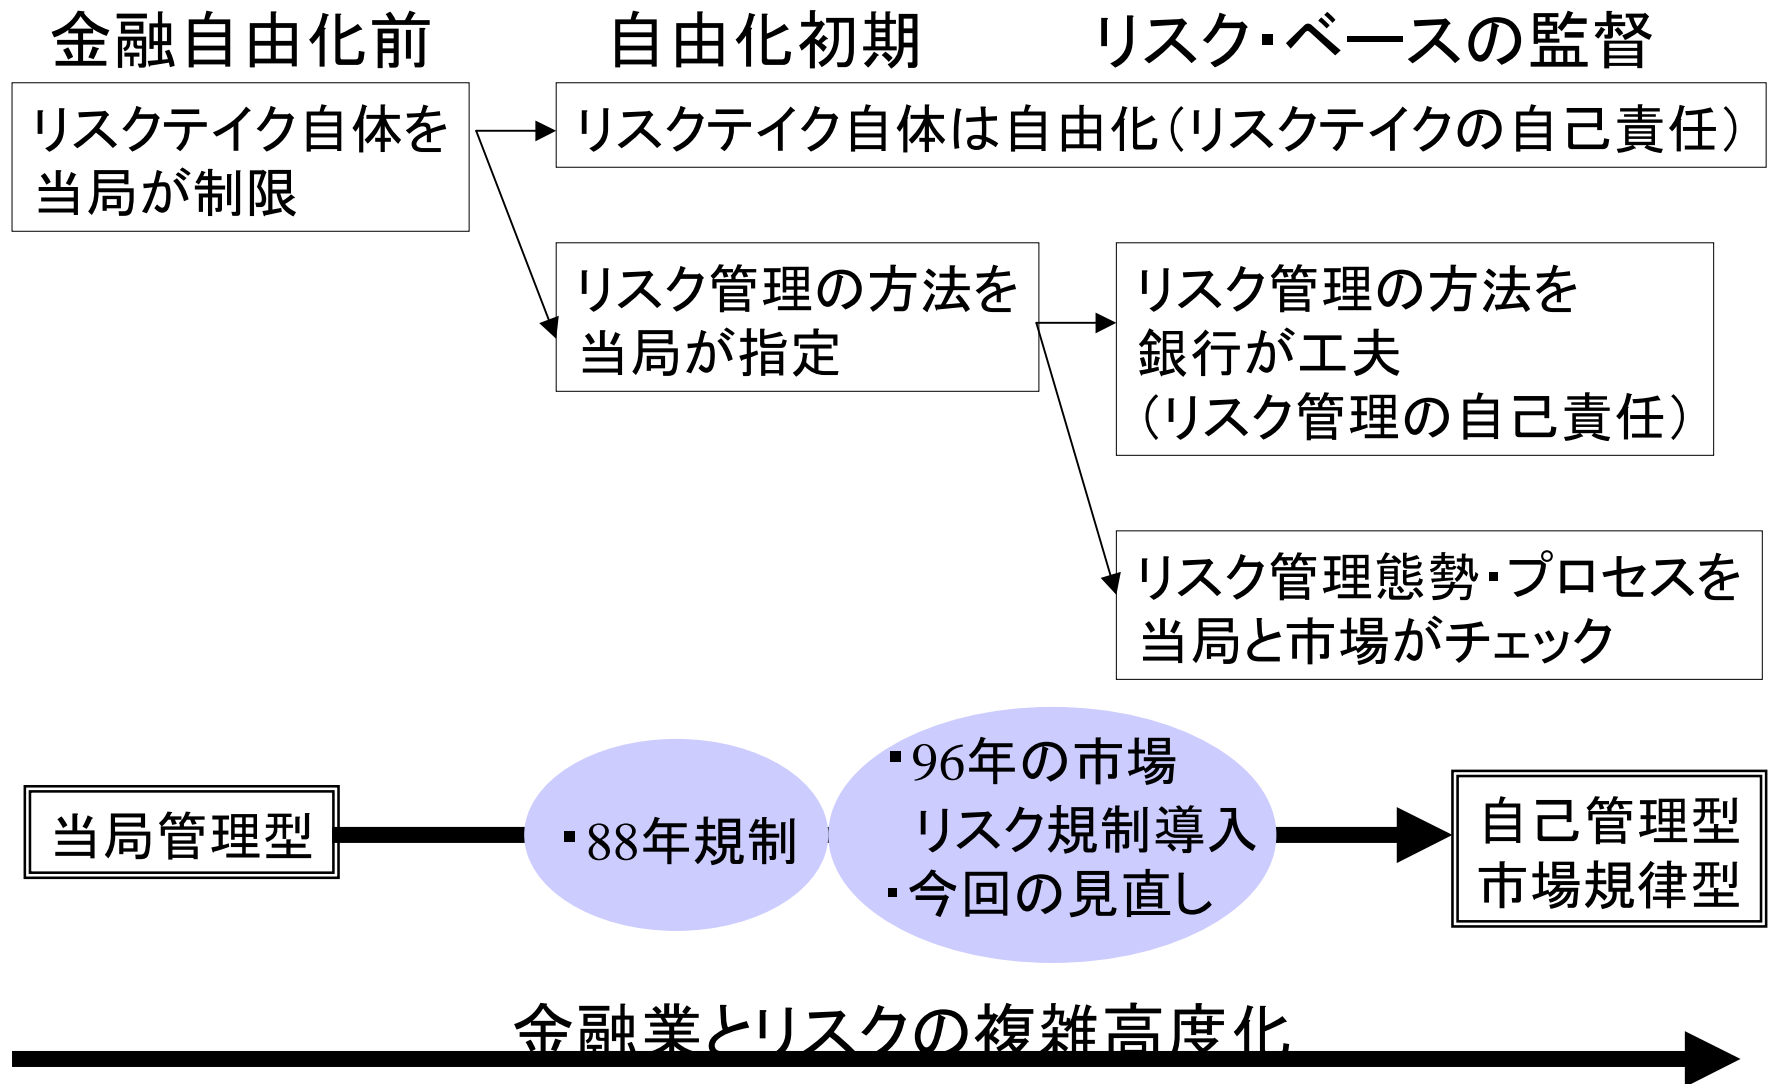 金融自由化前
自由化初期
リスク・ベースの監督
リスクテイク自体を
当局が制限
リスクテイク自体は自由化（リスクテイクの自己責任）
リスク管理の方法を
当局が指定
リスク管理の方法を
銀行が工夫
（リスク管理の自己責任）
リスク管理態勢・プロセスを
当局と市場がチェック
当局管理型
・88年規制
・96年の市場
リスク規制導入
・今回の見直し
自己管理型
市場規律型
金融業とリスクの複雑高度化